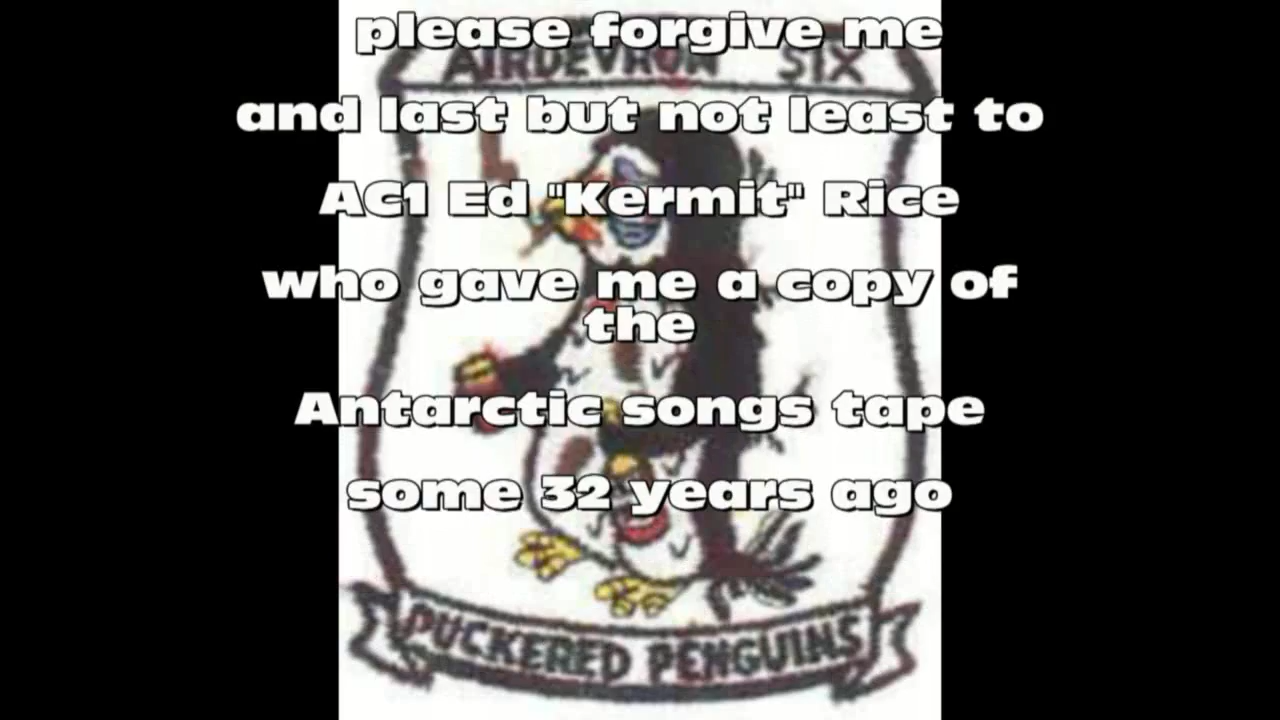 please forgive me
AIRDEVRON SIX
and last but not least to
AC1 Ed "Kermit" Rice
who gave me a copy of
the
Antarctic songs tape
some 32 years ago
PUCKERED PENGUINS